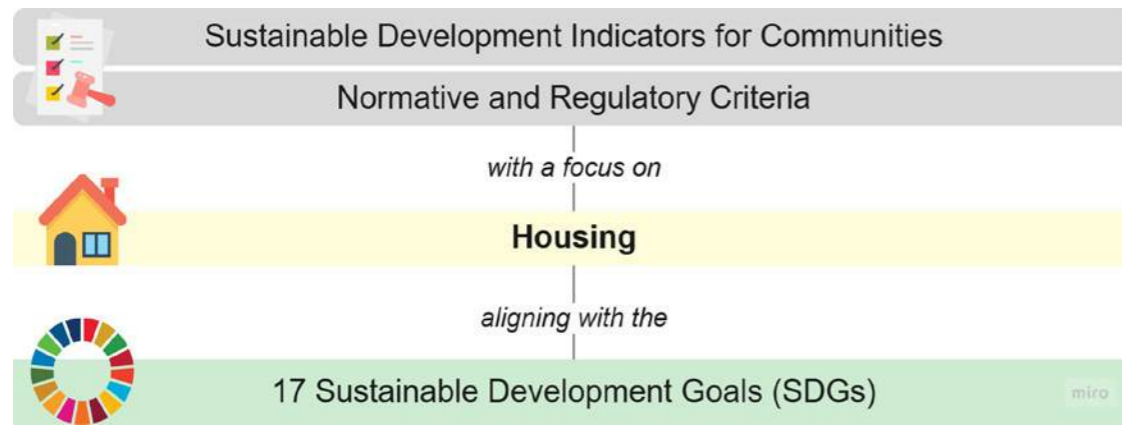 Sustainable Development Indicators for Communities
Normative and Regulatory Criteria
with a focus on
Housing
aligning with the
17 Sustainable Development Goals (SDGs)
miro